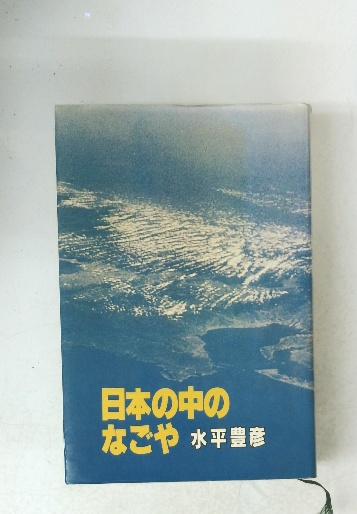 日本の中の
なごや 水平豊彦